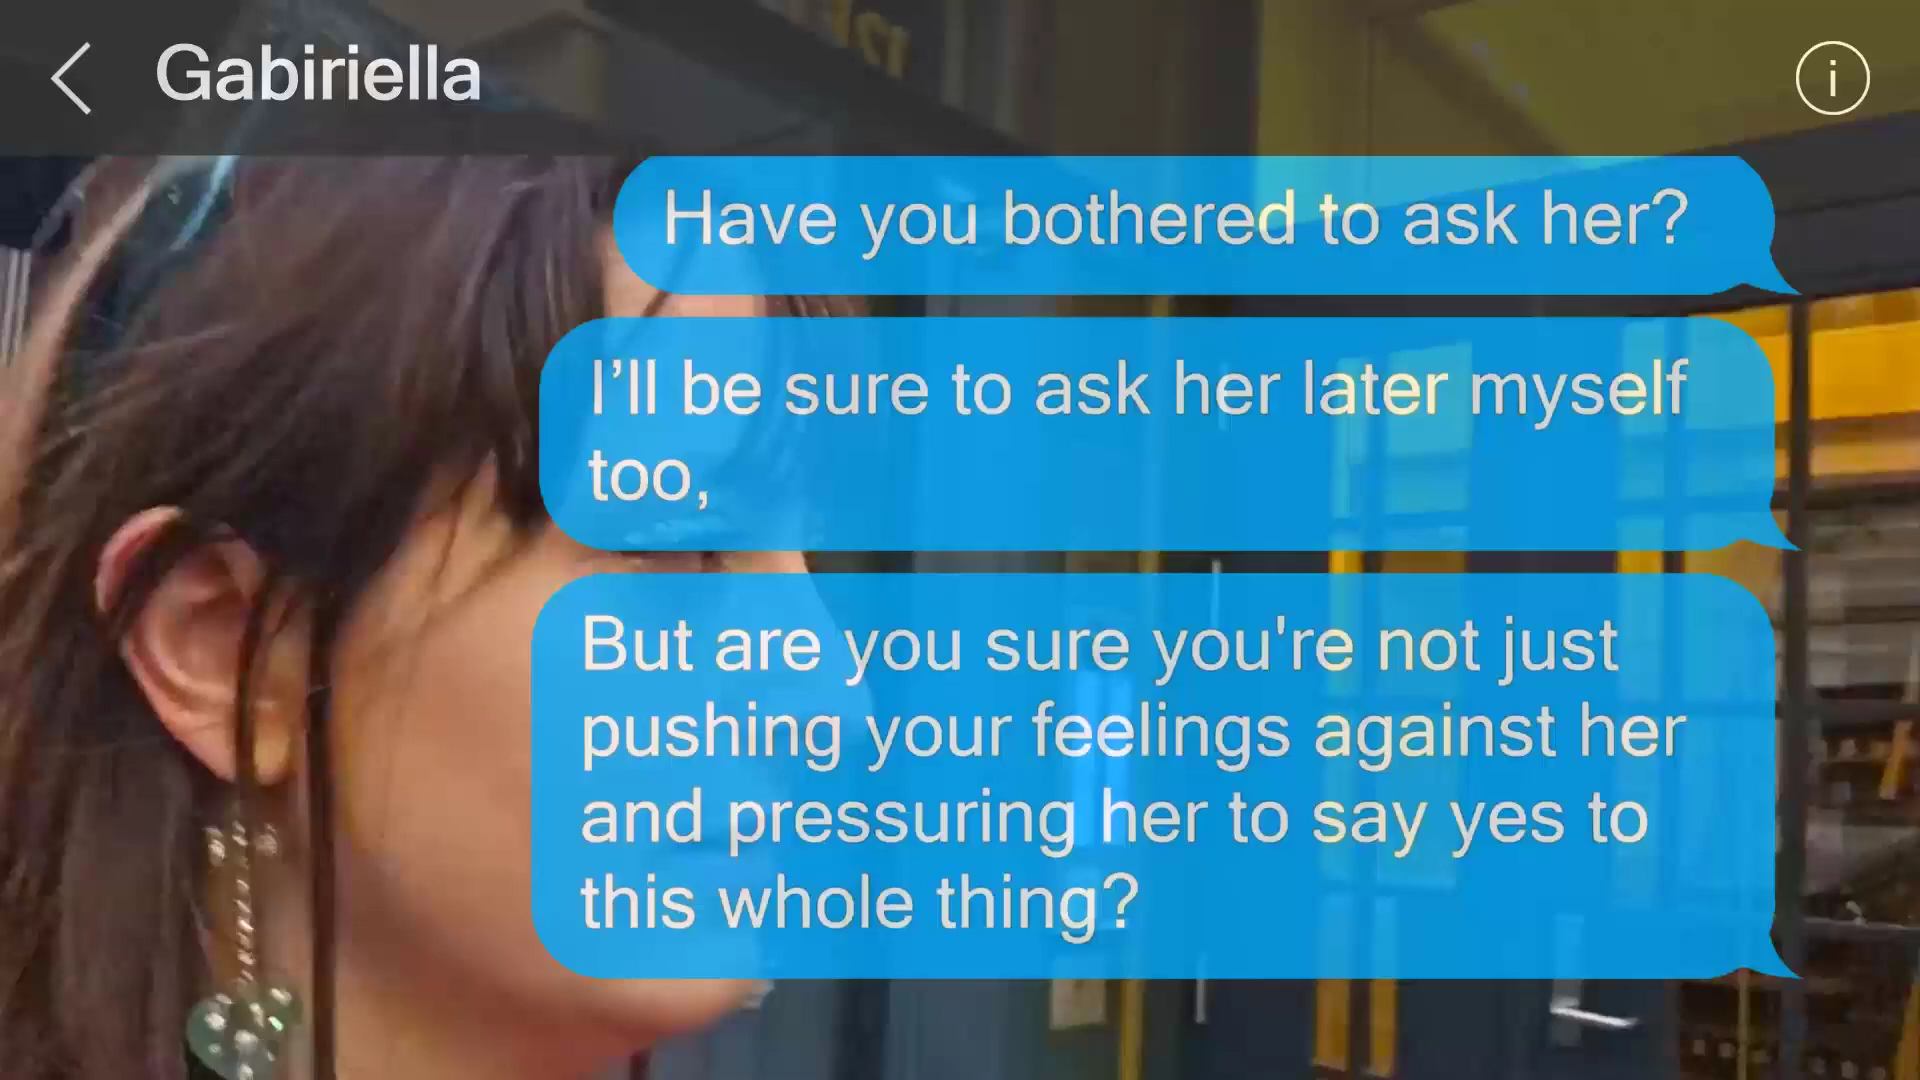 Gabiriella
Have you bothered to ask her?
I’ll be sure to ask her later myself
too,
But are you sure you're not just
pushing your feelings against her
and pressuring her to say yes to
this whole thing?